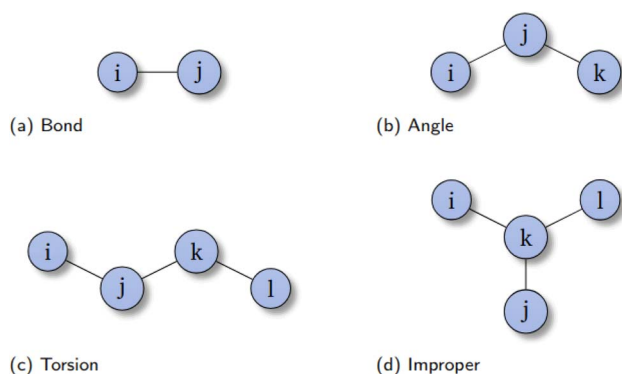 i j
(a) Bond
j
i k
(b) Angle
i k
j l
(c) Torsion
i l
k
j
(d) Improper